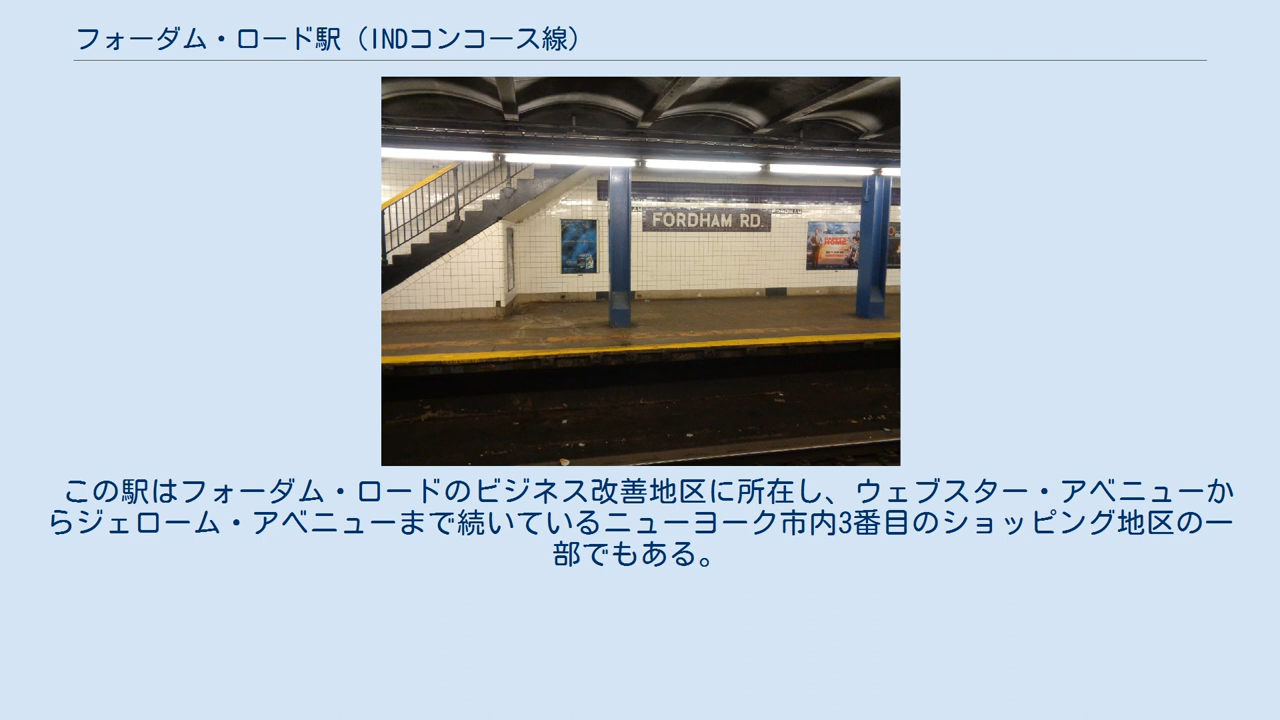 フォーダム・ロード駅（INDコンコース線）
FORDHAM RD.
この駅はフォーダム・ロードのビジネス改善地区に所在し、ウェブスター・アベニューか
らジェローム・アベニューまで続いているニューヨーク市内3番目のショッピング地区の一
部でもある。